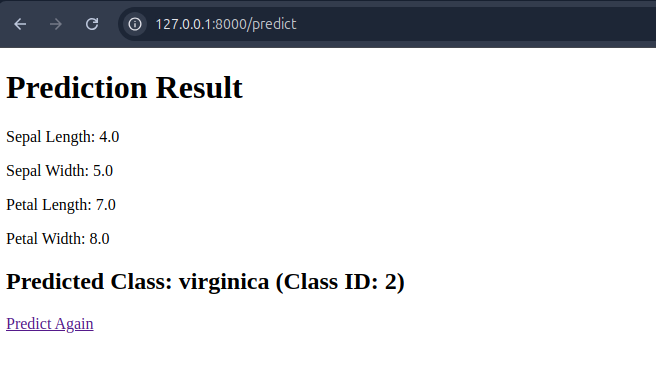 127.0.0.1:8000/predict
Prediction Result
Sepal Length: 4.0
Sepal Width: 5.0
Petal Length: 7.0
Petal Width: 8.0
Predicted Class: virginica (Class ID: 2)
Predict Again